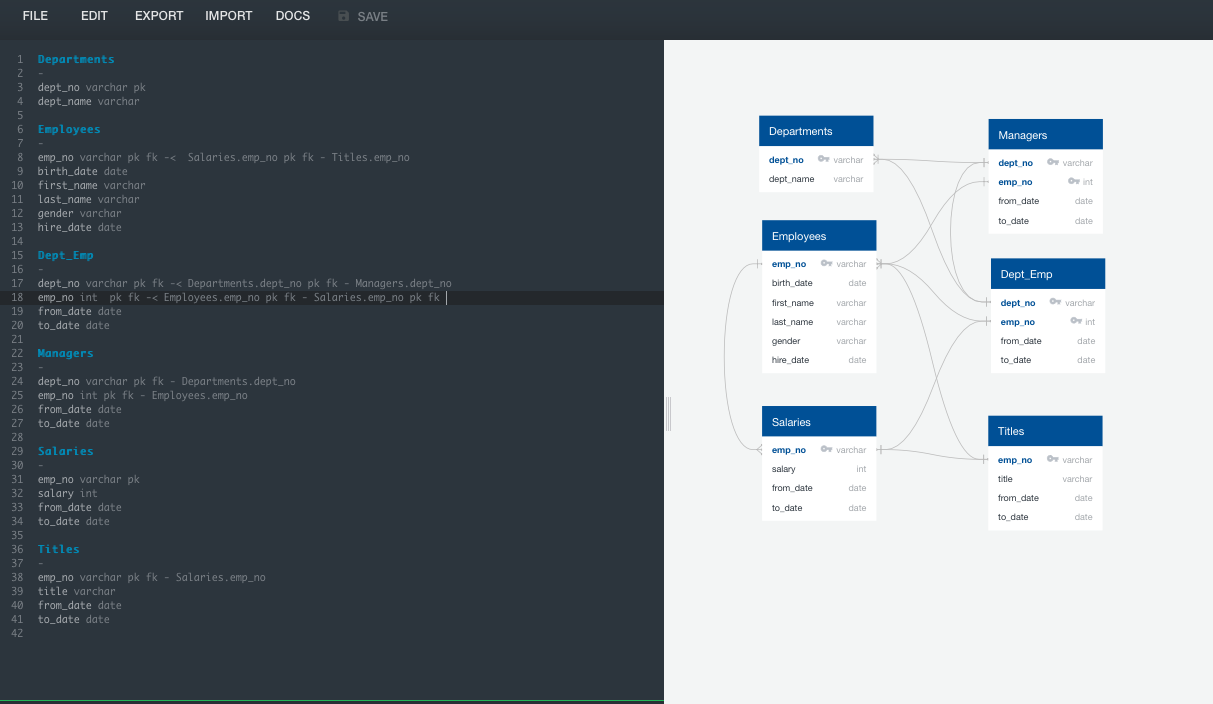 FILE EDIT EXPORT IMPORT DOCS SAVE
1 Departments
2 -
3 dept_no varchar pk
4 dept_name varchar
5
6 Employees
7 -
8 emp_no varchar pk fk -<  Salaries.emp_no pk fk - Titles.emp_no
9 birth_date date
10 first_name varchar
11 last_name varchar
12 gender varchar
13 hire_date date
14
15 Dept_Emp
16 -
17 dept_no varchar pk fk -< Departments.dept_no pk fk - Managers.dept_no
18 emp_no int  pk fk -< Employees.emp_no pk fk - Salaries.emp_no pk fk
19 from_date date
20 to_date date
21
22 Managers
23 -
24 dept_no varchar pk fk - Departments.dept_no
25 emp_no int pk fk - Employees.emp_no
26 from_date date
27 to_date date
28
29 Salaries
30 -
31 emp_no varchar pk
32 salary int
33 from_date date
34 to_date date
35
36 Titles
37 -
38 emp_no varchar pk fk - Salaries.emp_no
39 title varchar
40 from_date date
41 to_date date
42
Departments
dept_no varchar
dept_name varchar
Managers
dept_no varchar
emp_no int
from_date date
to_date date
Employees
emp_no varchar
birth_date date
first_name varchar
last_name varchar
gender varchar
hire_date date
Dept_Emp
dept_no varchar
emp_no int
from_date date
to_date date
Salaries
emp_no varchar
salary int
from_date date
to_date date
Titles
emp_no varchar
title varchar
from_date date
to_date date